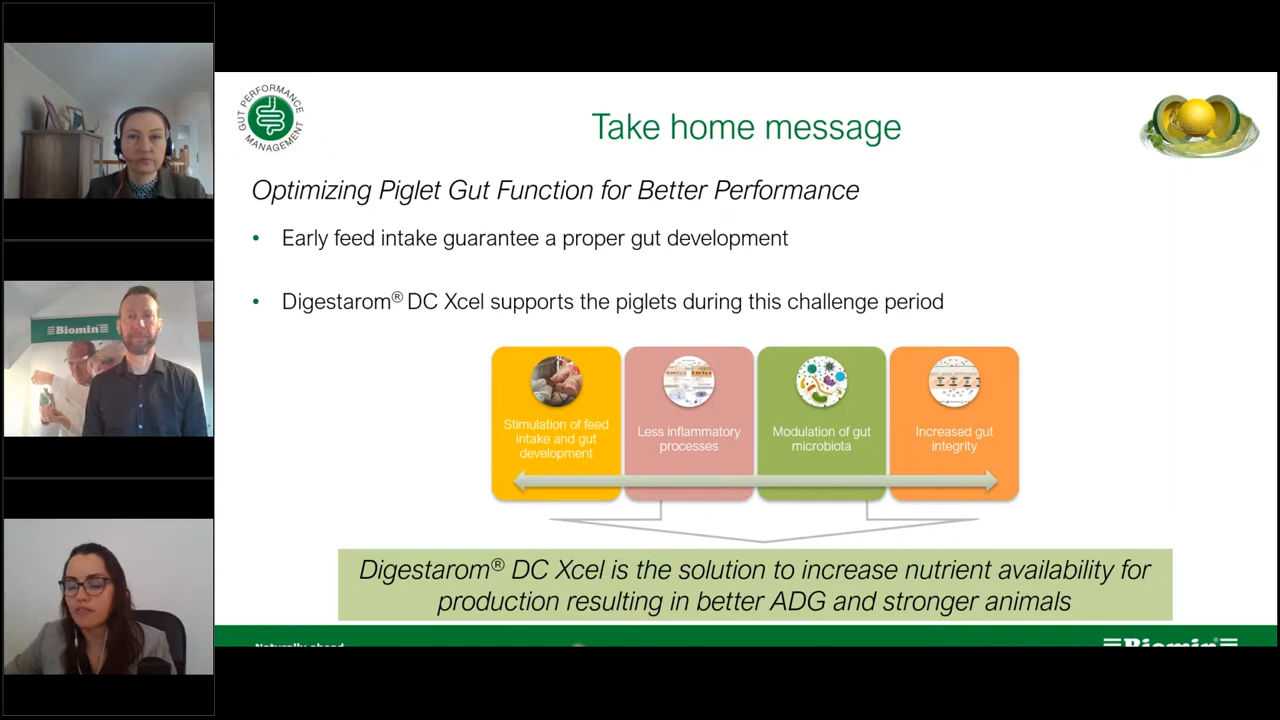 GUT PERFORMANCE
MANAGEMENT
Take home message
Optimizing Piglet Gut Function for Better Performance
• Early feed intake guarantee a proper gut development
• Digestarom® DC Xcel supports the piglets during this challenge period
Stimulation of feed
intake and gut
development
Less inflammatory
processes
Modulation of gut
microbiota
Increased gut
integrity
Digestarom® DC Xcel is the solution to increase nutrient availability for
production resulting in better ADG and stronger animals
Naturally ahead
Biomin®
Biomin